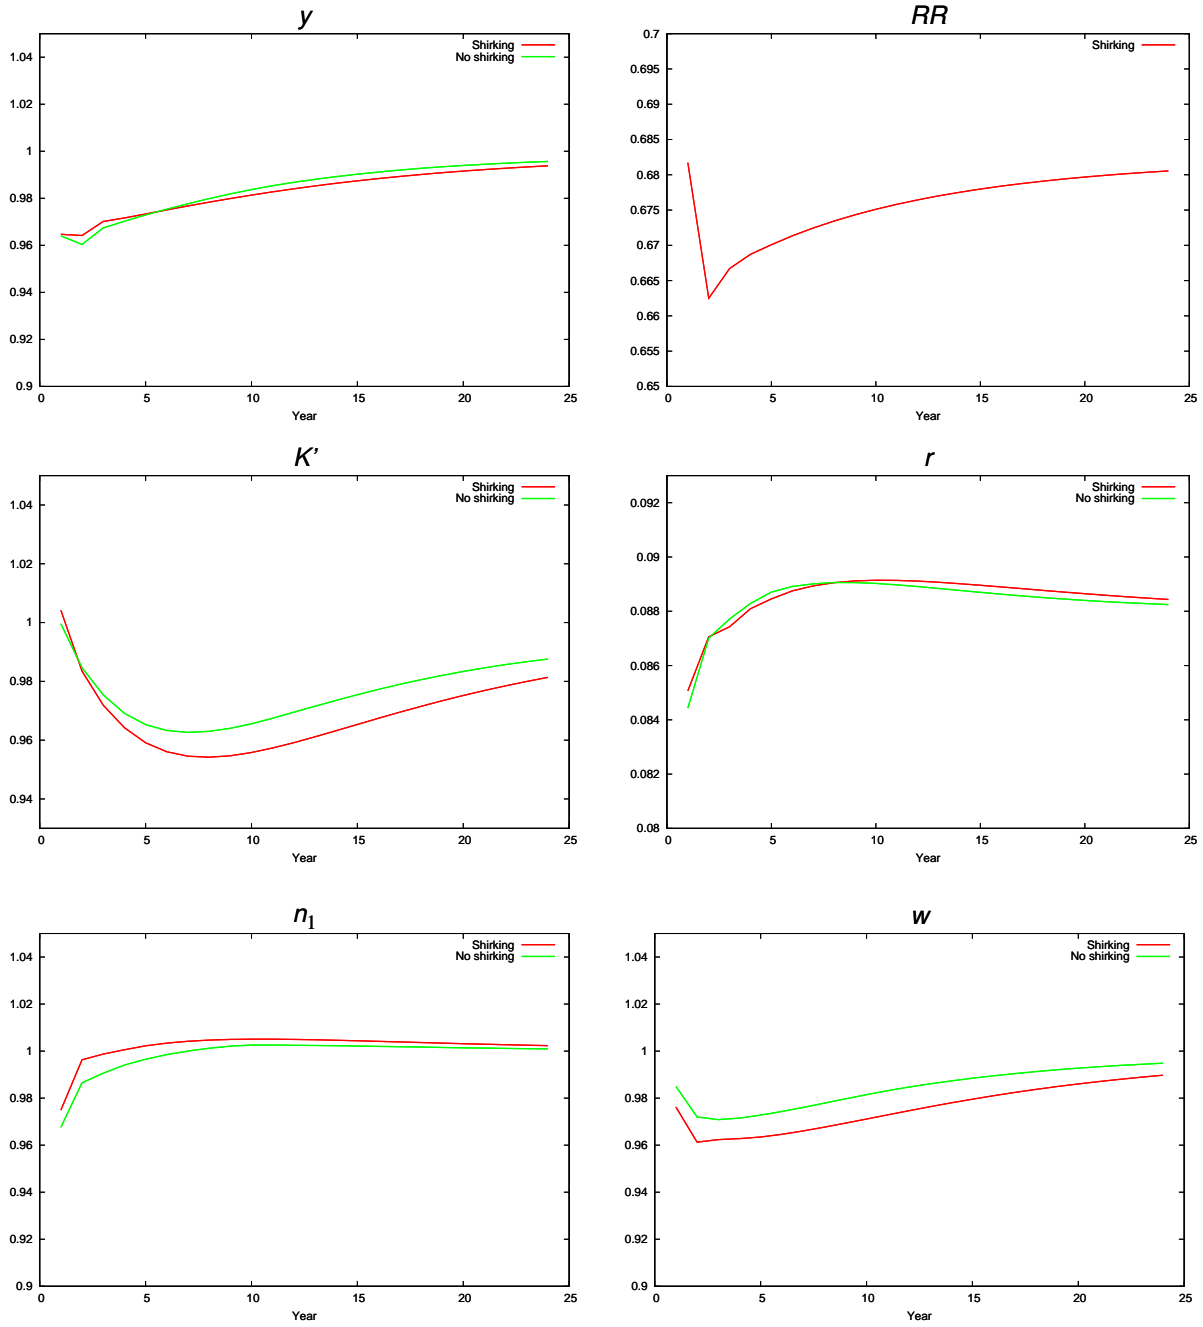 y
Shirking
No shirking
1.04
1.02
1
0.98
0.96
0.94
0.92
0.9
0 5 10 15 20 25
Year
RR
Shirking
0.7
0.695
0.69
0.685
0.68
0.675
0.67
0.665
0.66
0.655
0.65
0 5 10 15 20 25
Year
K’
Shirking
No shirking
1.04
1.02
1
0.98
0.96
0.94
0 5 10 15 20 25
Year
r
Shirking
No shirking
0.092
0.09
0.088
0.086
0.084
0.082
0.08
0 5 10 15 20 25
Year
n1
Shirking
No shirking
1.04
1.02
1
0.98
0.96
0.94
0.92
0.9
0 5 10 15 20 25
Year
w
Shirking
No shirking
1.04
1.02
1
0.98
0.96
0.94
0.92
0.9
0 5 10 15 20 25
Year